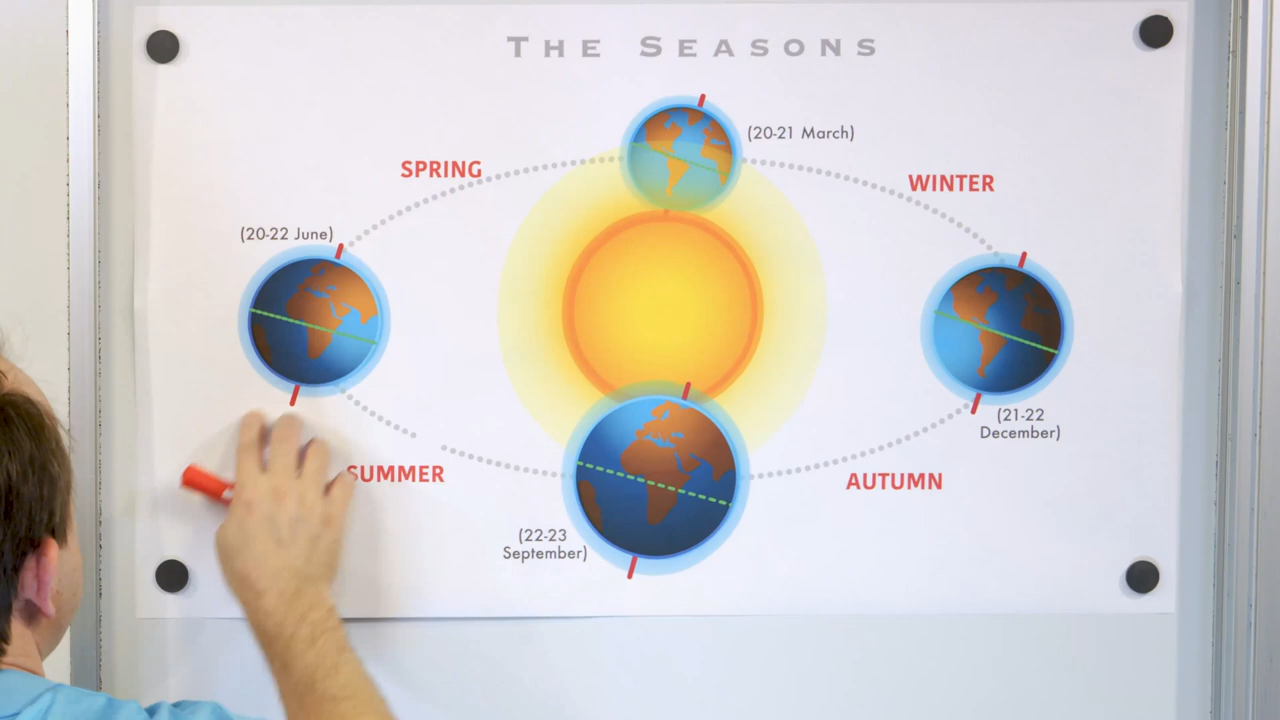 THE SEASONS
(20-21 March)
SPRING
WINTER
(20-22 June)
(21-22
December)
SUMMER
AUTUMN
(22-23
September)